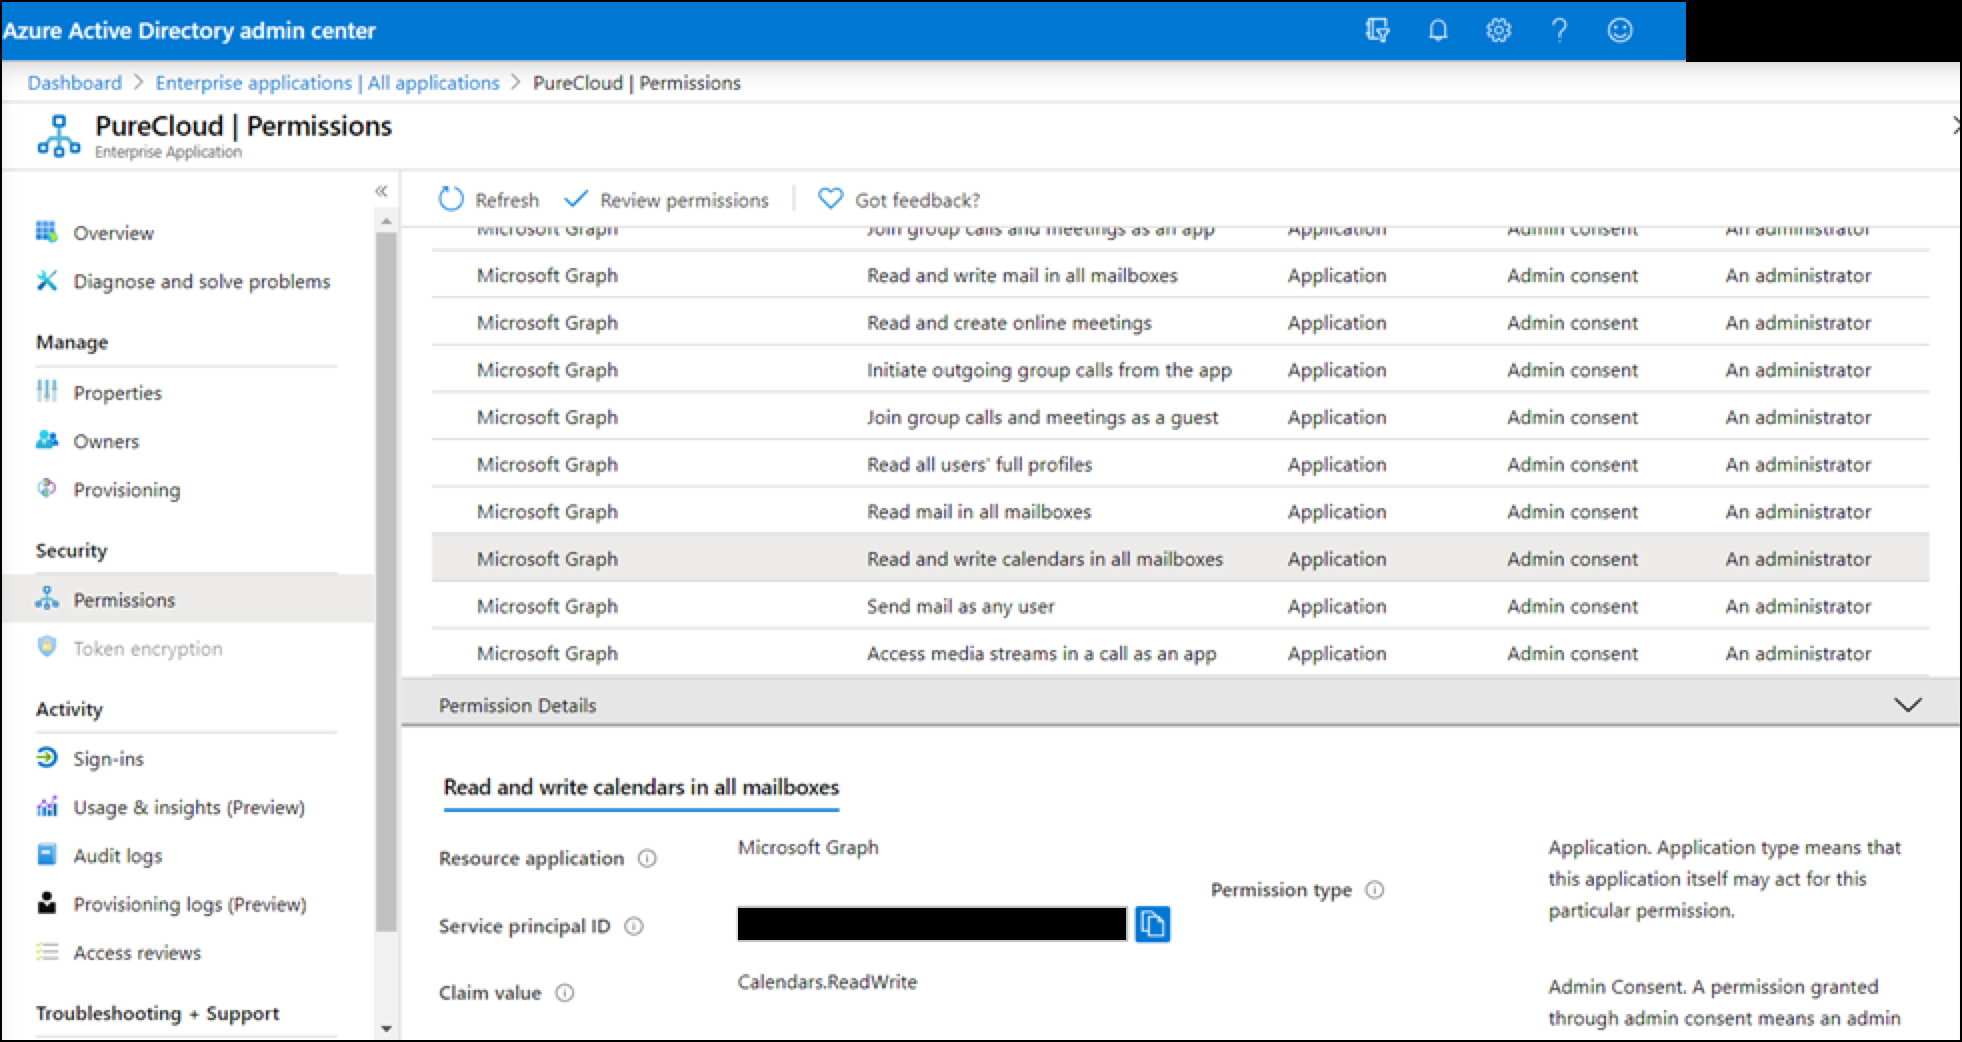 Azure Active Directory admin center
Dashboard > Enterprise applications | All applications > PureCloud | Permissions
PureCloud | Permissions
Enterprise Application
Overview
Diagnose and solve problems
Manage
Properties
Owners
Provisioning
Security
Permissions
Token encryption
Activity
Sign-ins
Usage & insights (Preview)
Audit logs
Provisioning logs (Preview)
Access reviews
Troubleshooting + Support
Refresh Review permissions Got feedback?
Microsoft Graph Join group calls and meetings as an app Application Admin consent An administrator
Microsoft Graph Read and write mail in all mailboxes Application Admin consent An administrator
Microsoft Graph Read and create online meetings Application Admin consent An administrator
Microsoft Graph Initiate outgoing group calls from the app Application Admin consent An administrator
Microsoft Graph Join group calls and meetings as a guest Application Admin consent An administrator
Microsoft Graph Read all users' full profiles Application Admin consent An administrator
Microsoft Graph Read mail in all mailboxes Application Admin consent An administrator
Microsoft Graph Read and write calendars in all mailboxes Application Admin consent An administrator
Microsoft Graph Send mail as any user Application Admin consent An administrator
Microsoft Graph Access media streams in a call as an app Application Admin consent An administrator
Permission Details
Read and write calendars in all mailboxes
Resource application Microsoft Graph
Service principal ID
Claim value Calendars.ReadWrite
Permission type
Application. Application type means that
this application itself may act for this
particular permission.
Admin Consent. A permission granted
through admin consent means an admin